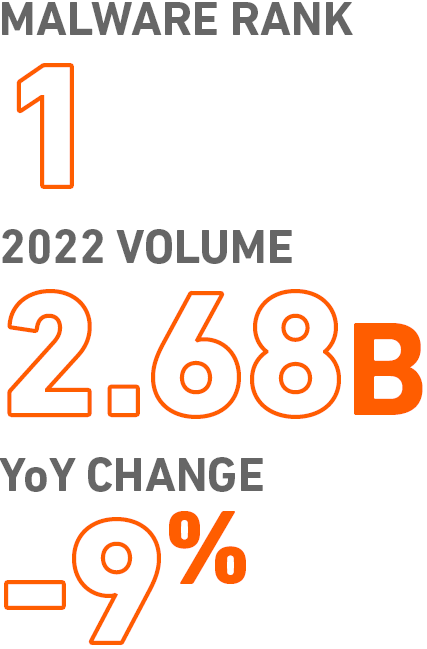 MALWARE RANK
1
2022 VOLUME
2.68B
YoY CHANGE
-9%